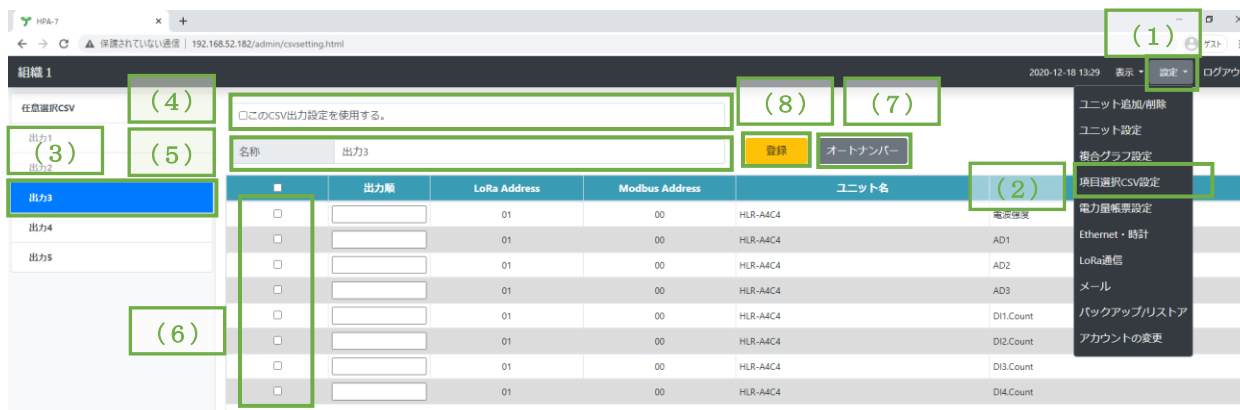 HPA-7 × +
保護されていない通信 | 192.168.52.182/admin/csvsetting.html
ゲスト
(1)
組織 1
2020-12-18 13:29 表示 設定 ログアウ
任意選択CSV
出力1
出力2
出力3
出力4
出力5
(3)
(4)
□このCSV出力設定を使用する。
(8)
(7)
(5)
名称 出力3
登録
オートナンバー
ユニット追加/削除
ユニット設定
複合グラフ設定
項目選択CSV設定
電力量帳票設定
Ethernet・時計
LoRa通信
メール
バックアップ/リストア
アカウントの変更
(2)
出力順 LoRa Address Modbus Address ユニット名
01 00 HLR-A4C4 電波強度
01 00 HLR-A4C4 AD1
01 00 HLR-A4C4 AD2
01 00 HLR-A4C4 AD3
01 00 HLR-A4C4 DI1.Count
01 00 HLR-A4C4 DI2.Count
01 00 HLR-A4C4 DI3.Count
01 00 HLR-A4C4 DI4.Count
(6)